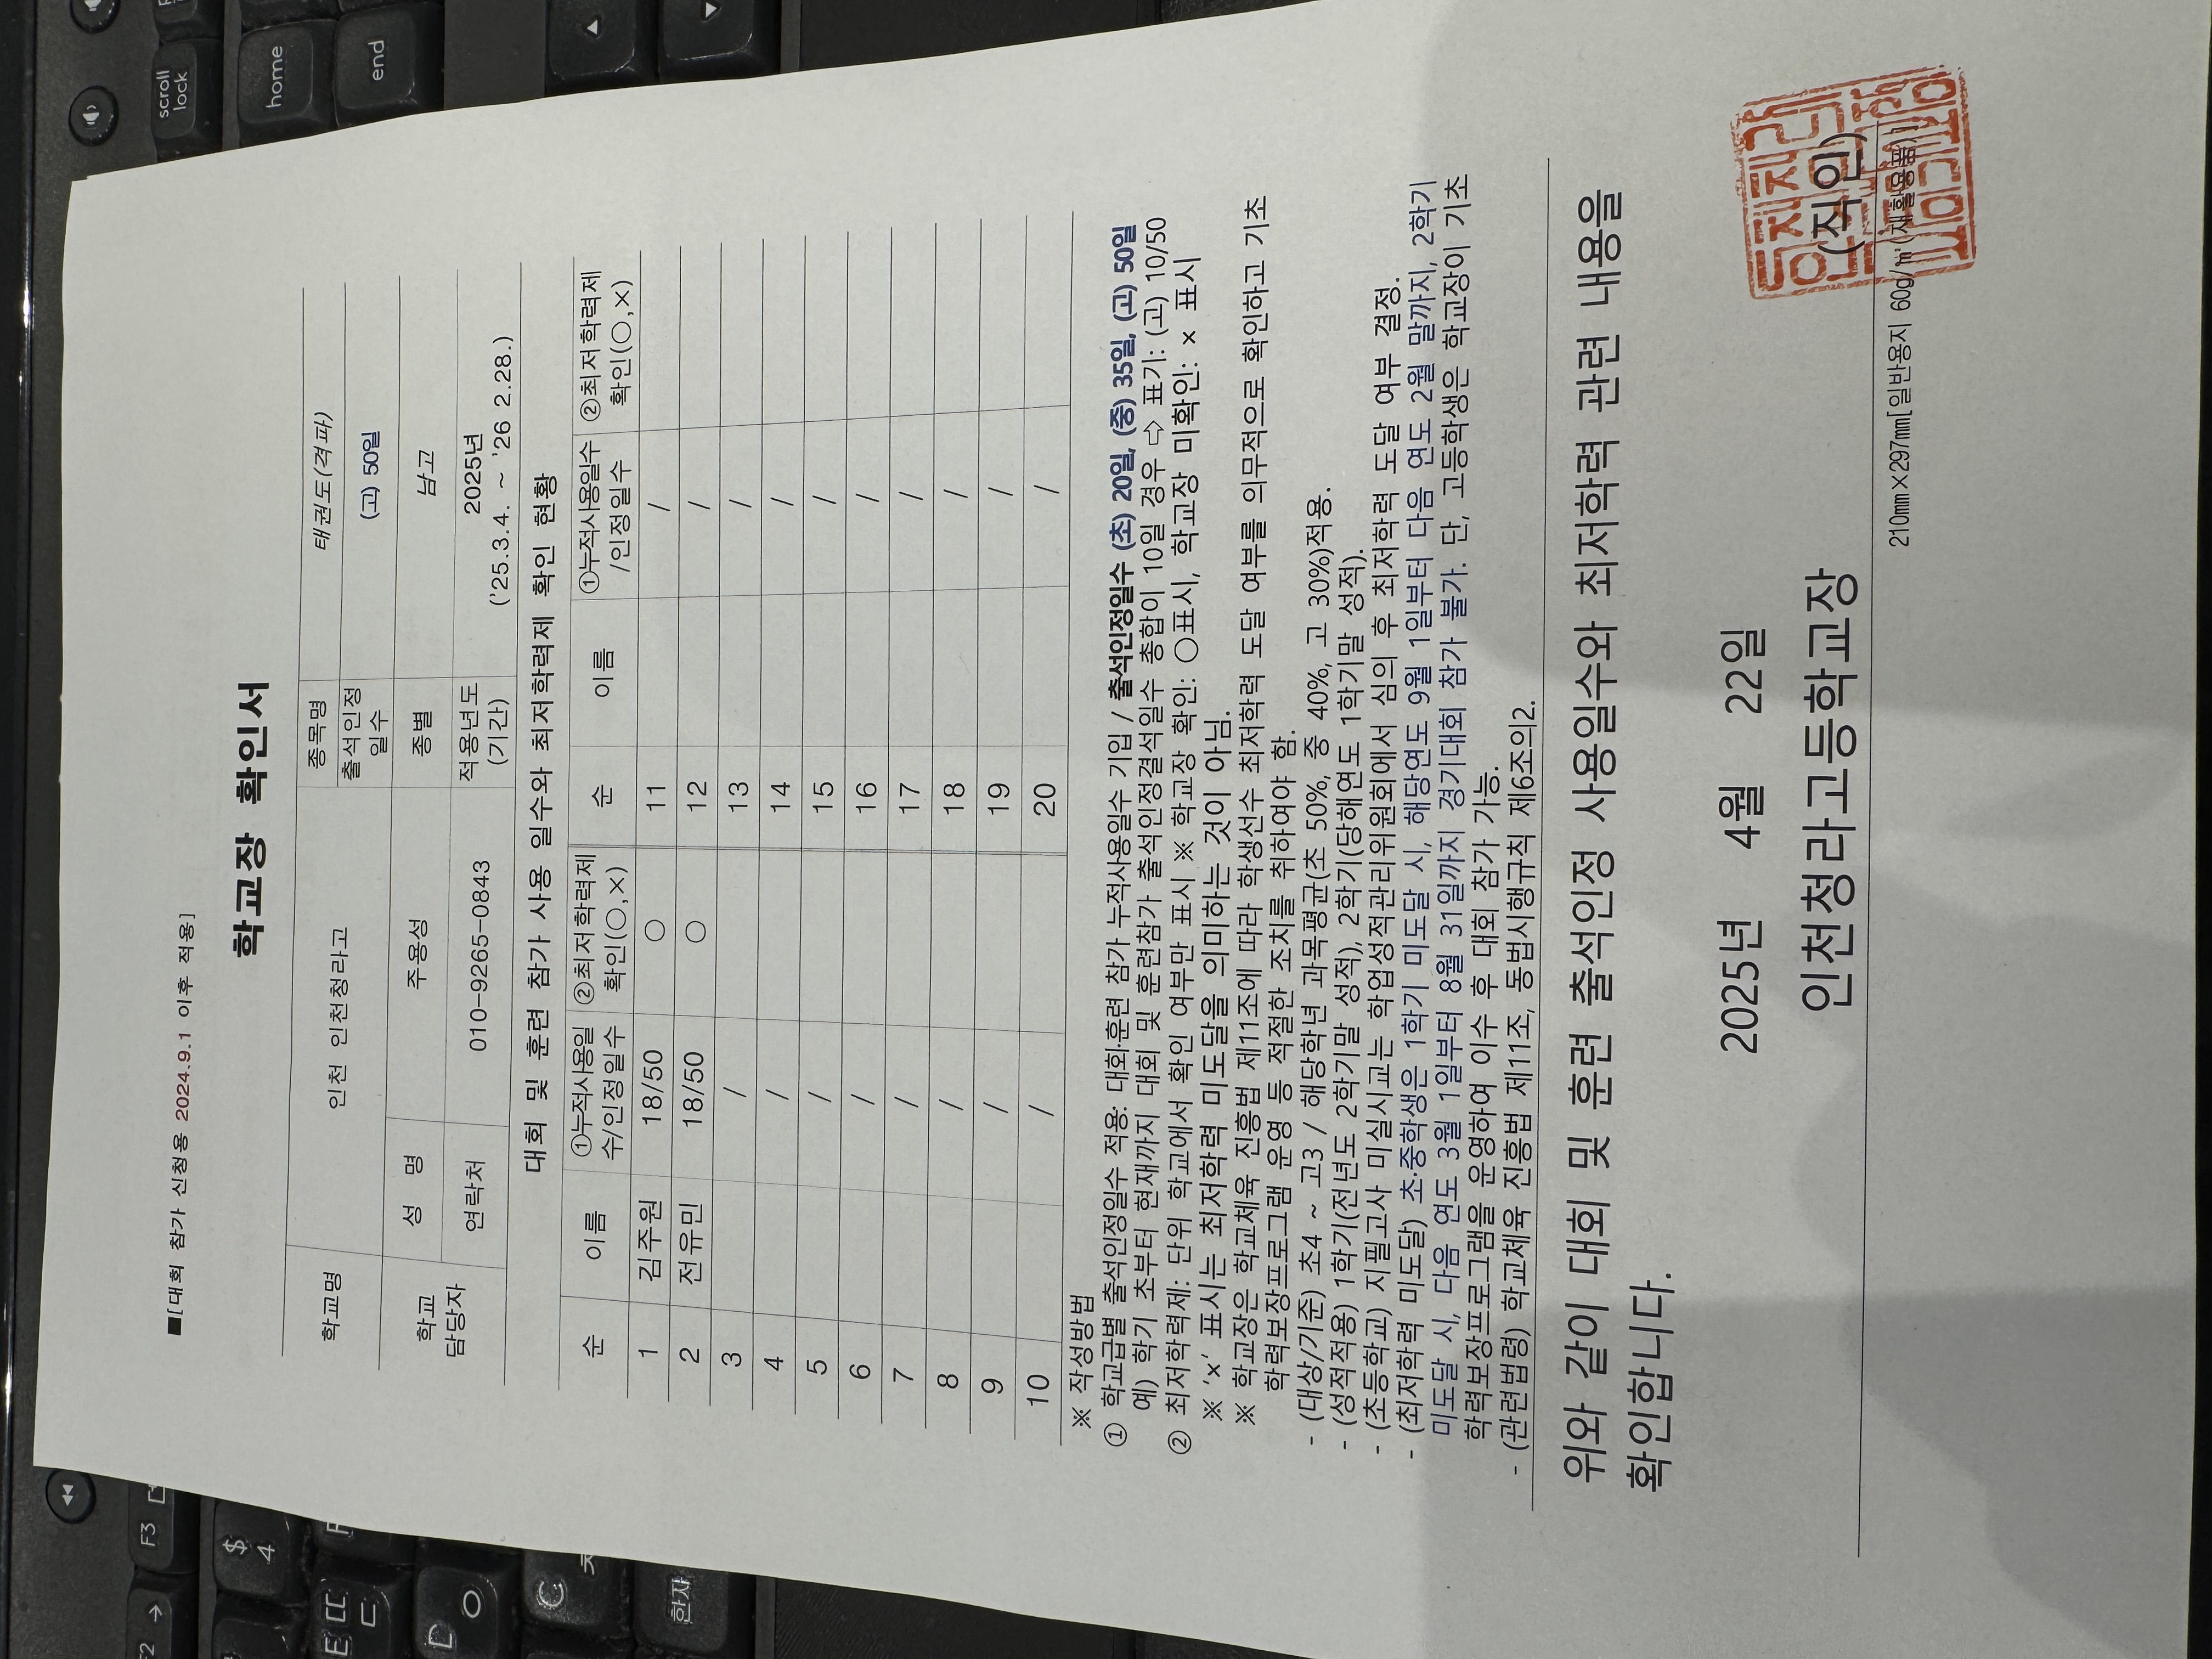 ■[대회 참가 신청용 2024.9.1 이후 적용]
학교장 확인서
학교명 인천 인천청라고 종목명 태권도(격파)
출석인정 일수 (고) 50일
학교 담당자 성 명 주용성 종별 남고
연락처 010-9265-0843 적용년도 (기간) 2025년 ('25.3.4. ~ '26 2.28.)
대회 및 훈련 참가 사용 일수와 최저학력제 확인 현황
순 이름 ①누적사용일수/인정일수 ②최저학력제 확인(○,×) 순 이름 ①누적사용일수/인정일수 ②최저학력제 확인(○,×)
1 김주원 18/50 ○ 11 /
2 전유민 18/50 ○ 12 /
3 / 13 /
4 / 14 /
5 / 15 /
6 / 16 /
7 / 17 /
8 / 18 /
9 / 19 /
10 / 20 /
※ 작성방법
① 학교급별 출석인정일수 적용: 대회·훈련 참가 누적사용일수 기입 / 출석인정일수 (초) 20일, (중) 35일, (고) 50일
예) 학기 초부터 현재까지 대회 및 훈련참가 출석인정결석일수 총합이 10일 경우 ⇨ 표기: (고) 10/50
② 최저학력제: 단위 학교에서 확인 여부만 표시 ※ 학교장 확인: ○표시, 학교장 미확인: × 표시
※ '×' 표시는 최저학력 미도달을 의미하는 것이 아님.
※ 학교장은 학교체육 진흥법 제11조에 따라 학생선수 최저학력 도달 여부를 의무적으로 확인하고 기초
학력보장프로그램 운영 등 적절한 조치를 취하여야 함.
- (대상/기준) 초4 ~ 고3 / 해당학년 과목평균(초 50%, 중 40%, 고 30%)적용.
- (성적적용) 1학기(전년도 2학기말 성적), 2학기(당해연도 1학기말 성적).
- (초등학교) 지필고사 미실시교는 학업성적관리위원회에서 심의 후 최저학력 도달 여부 결정.
- (최저학력 미도달) 초·중학생은 1학기 미도달 시, 해당연도 9월 1일부터 다음 연도 2월 말까지, 2학기
미도달 시, 다음 연도 3월 1일부터 8월 31일까지 경기대회 참가 불가. 단, 고등학생은 학교장이 기초
학력보장프로그램을 운영하여 이수 후 대회 참가 가능.
- (관련법령) 학교체육 진흥법 제11조, 동법시행규칙 제6조의2.
위와 같이 대회 및 훈련 출석인정 사용일수와 최저학력 관련 내용을
확인합니다.
2025년 4월 22일
인천청라고등학교장 (직인)
210㎜×297㎜[일반용지 60g/㎡(재활용품)]
scroll lock
home
end
F3
F2
$ 4
E ㄸ ㄷ
D ㅇ
C
한자